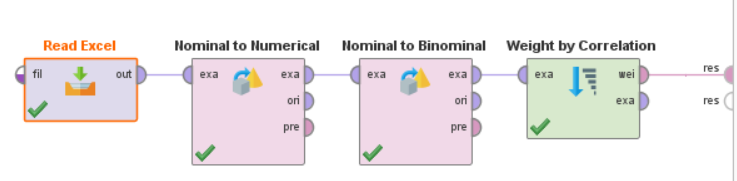 Read Excel
Nominal to Numerical
Nominal to Binominal
Weight by Correlation
fil
out
exa
exa
ori
pre
exa
exa
ori
pre
exa
wei
exa
res
res